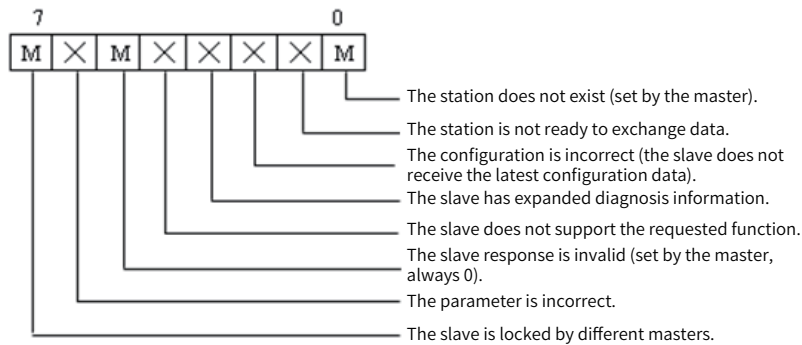 7 0
M X M X X X X M
The station does not exist (set by the master).
The station is not ready to exchange data.
The configuration is incorrect (the slave does not
receive the latest configuration data).
The slave has expanded diagnosis information.
The slave does not support the requested function.
The slave response is invalid (set by the master,
always 0).
The parameter is incorrect.
The slave is locked by different masters.